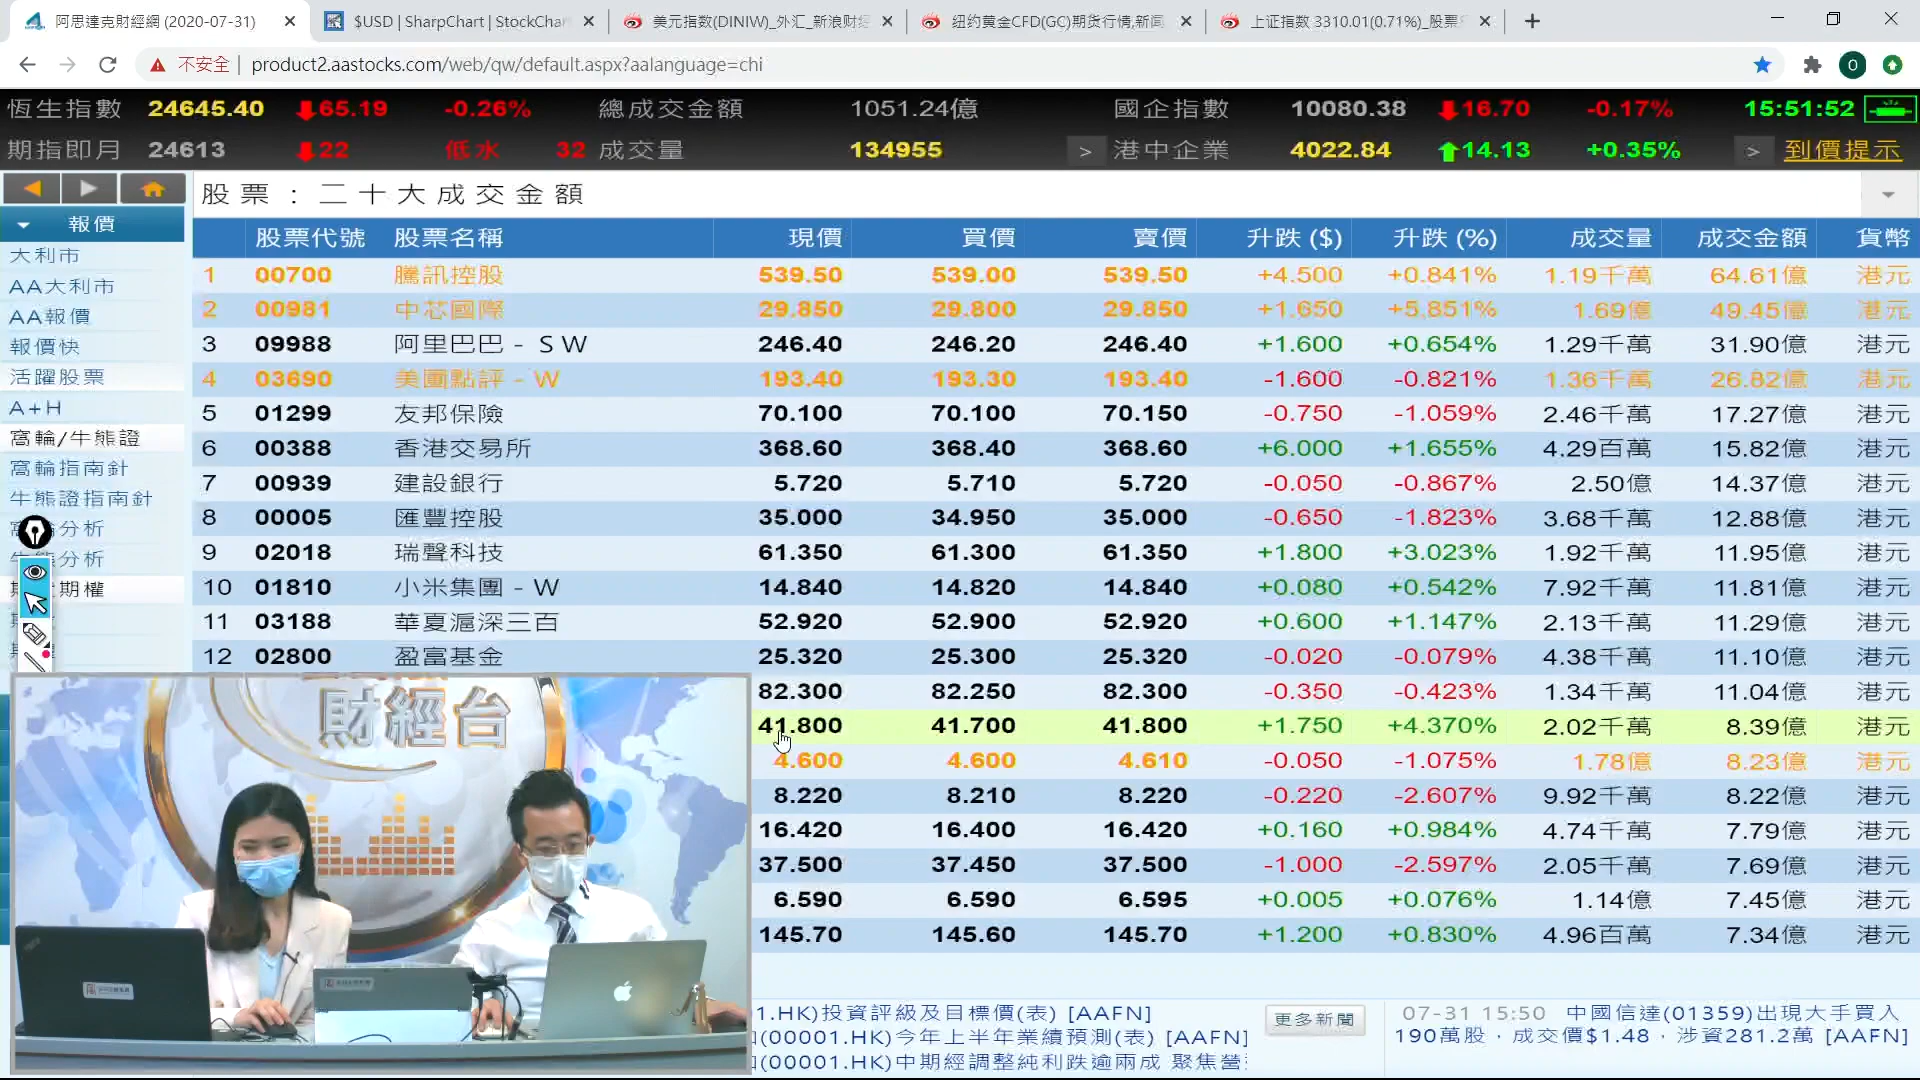 阿思達克財經網 (2020-07-31)
$USD | SharpChart | StockChar
美元指数(DINIW)_外汇_新浪财经
纽约黄金CFD(GC)期货行情,新闻
上证指数 3310.01(0.71%)_股票
不安全 | product2.aastocks.com/web/qw/default.aspx?aalanguage=chi
O
恆生指數 24645.40 65.19 -0.26% 總成交金額 1051.24億 國企指數 10080.38 16.70 -0.17% 15:51:52
期指即月 24613 22 低水 32 成交量 134955 > 港中企業 4022.84 14.13 +0.35% > 到價提示
股票 : 二十大成交金額
報價
大利市
AA大利市
AA報價
報價快
活躍股票
A+H
窩輪/牛熊證
窩輪指南針
牛熊證指南針
分析
分析
期權
股票代號 股票名稱 現價 買價 賣價 升跌 ($) 升跌 (%) 成交量 成交金額 貨幣
1 00700 騰訊控股 539.50 539.00 539.50 +4.500 +0.841% 1.19千萬 64.61億 港元
2 00981 中芯國際 29.850 29.800 29.850 +1.650 +5.851% 1.69億 49.45億 港元
3 09988 阿里巴巴 - SW 246.40 246.20 246.40 +1.600 +0.654% 1.29千萬 31.90億 港元
4 03690 美團點評 - W 193.40 193.30 193.40 -1.600 -0.821% 1.36千萬 26.82億 港元
5 01299 友邦保險 70.100 70.100 70.150 -0.750 -1.059% 2.46千萬 17.27億 港元
6 00388 香港交易所 368.60 368.40 368.60 +6.000 +1.655% 4.29百萬 15.82億 港元
7 00939 建設銀行 5.720 5.710 5.720 -0.050 -0.867% 2.50億 14.37億 港元
8 00005 匯豐控股 35.000 34.950 35.000 -0.650 -1.823% 3.68千萬 12.88億 港元
9 02018 瑞聲科技 61.350 61.300 61.350 +1.800 +3.023% 1.92千萬 11.95億 港元
10 01810 小米集團 - W 14.840 14.820 14.840 +0.080 +0.542% 7.92千萬 11.81億 港元
11 03188 華夏滬深三百 52.920 52.900 52.920 +0.600 +1.147% 2.13千萬 11.29億 港元
12 02800 盈富基金 25.320 25.300 25.320 -0.020 -0.079% 4.38千萬 11.10億 港元
82.300 82.250 82.300 -0.350 -0.423% 1.34千萬 11.04億 港元
41.800 41.700 41.800 +1.750 +4.370% 2.02千萬 8.39億 港元
4.600 4.600 4.610 -0.050 -1.075% 1.78億 8.23億 港元
8.220 8.210 8.220 -0.220 -2.607% 9.92千萬 8.22億 港元
16.420 16.400 16.420 +0.160 +0.984% 4.74千萬 7.79億 港元
37.500 37.450 37.500 -1.000 -2.597% 2.05千萬 7.69億 港元
6.590 6.590 6.595 +0.005 +0.076% 1.14億 7.45億 港元
145.70 145.60 145.70 +1.200 +0.830% 4.96百萬 7.34億 港元
財經台
1.HK)投資評級及目標價(表) [AAFN]
(00001.HK)今年上半年業績預測(表) [AAFN]
(00001.HK)中期經調整純利跌逾兩成 聚焦營
更多新聞
07-31 15:50 中國信達(01359)出現大手買入
190萬股，成交價$1.48，涉資281.2萬 [AAFN]